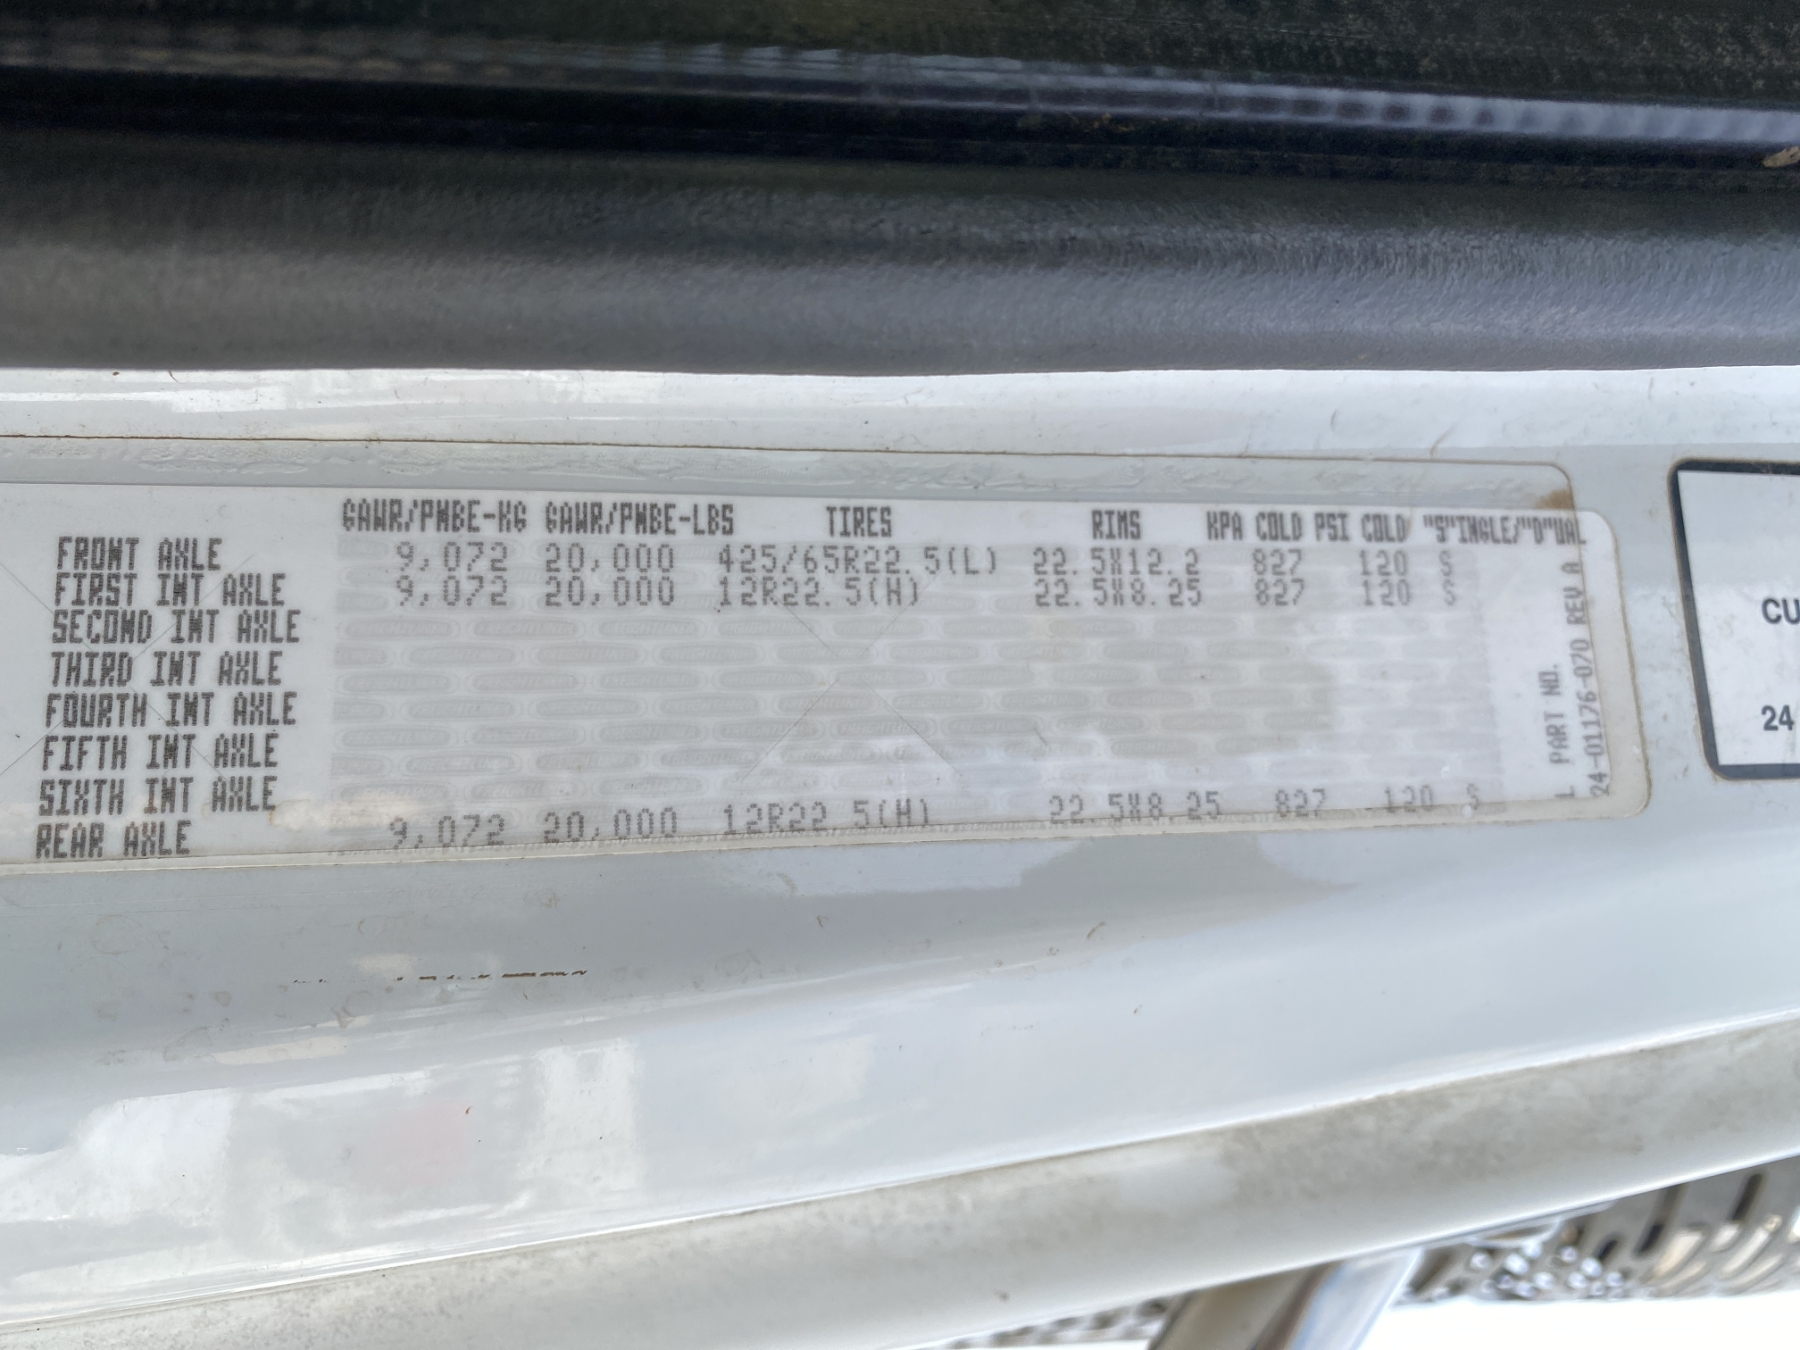 GAWR/PNBE-KG GAWR/PNBE-LBS TIRES RIMS KPA COLD PSI COLD "S"INGLE/"D"UAL
FRONT AXLE 9,072 20,000 425/65R22.5(L) 22.5X12.2 827 120 S
FIRST INT AXLE 9,072 20,000 12R22.5(H) 22.5X8.25 827 120 S
SECOND INT AXLE
THIRD INT AXLE
FOURTH INT AXLE
FIFTH INT AXLE
SIXTH INT AXLE
REAR AXLE 9,072 20,000 12R22.5(H) 22.5X8.25 827 120 S
L PART NO.
24-01176-070 REV A
CU
24